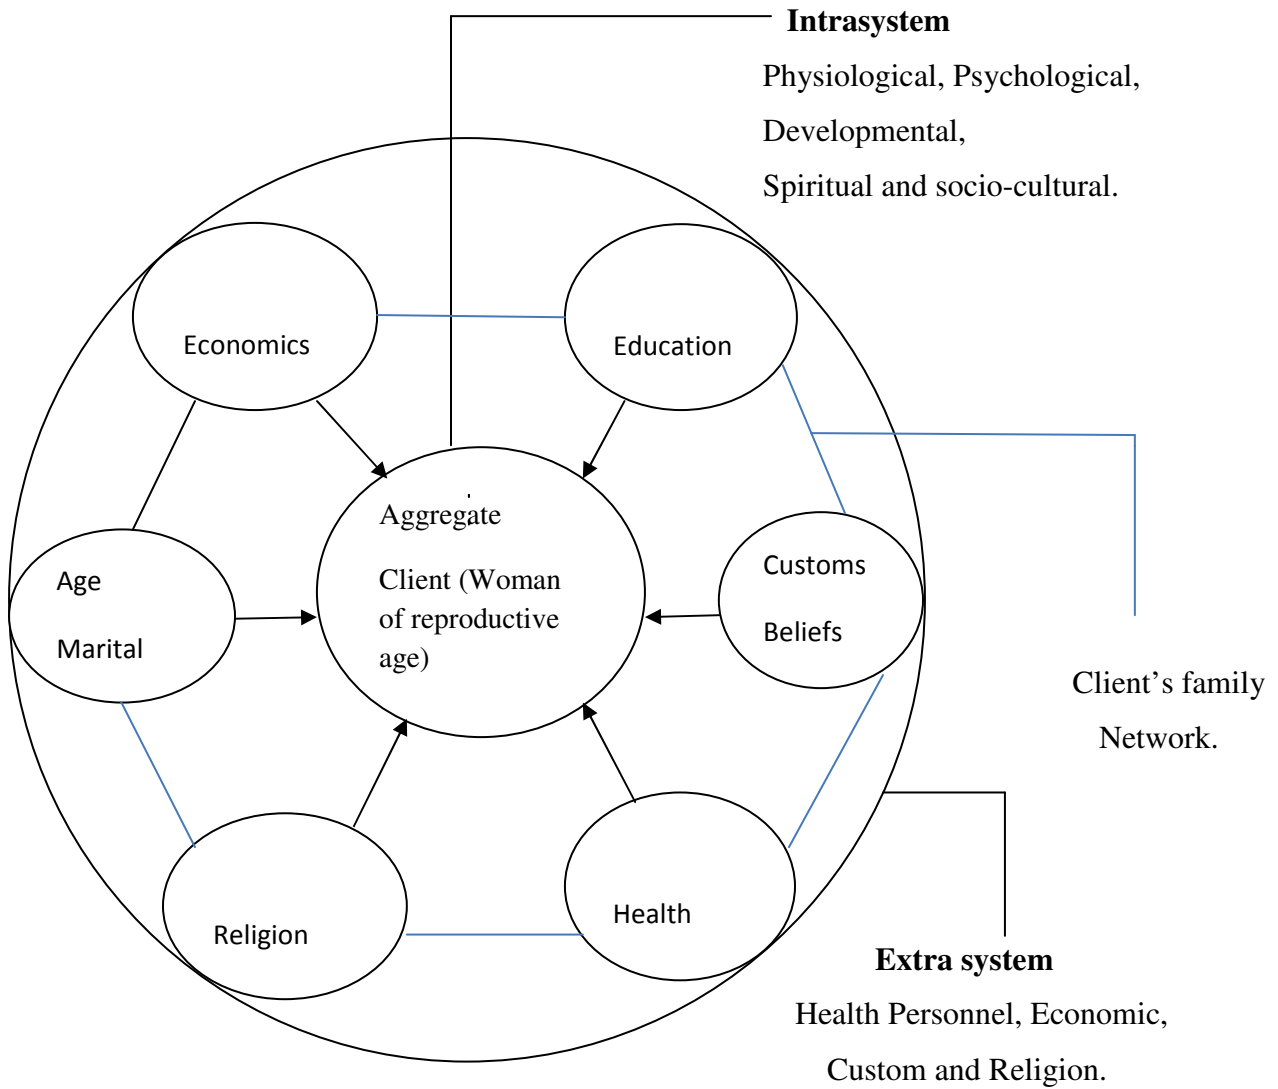 Intrasystem
Physiological, Psychological,
Developmental,
Spiritual and socio-cultural.
Economics
Education
Aggregate
Client (Woman
of reproductive
age)
Age
Marital
Customs
Beliefs
Client’s family
Network.
Religion
Health
Extra system
Health Personnel, Economic,
Custom and Religion.